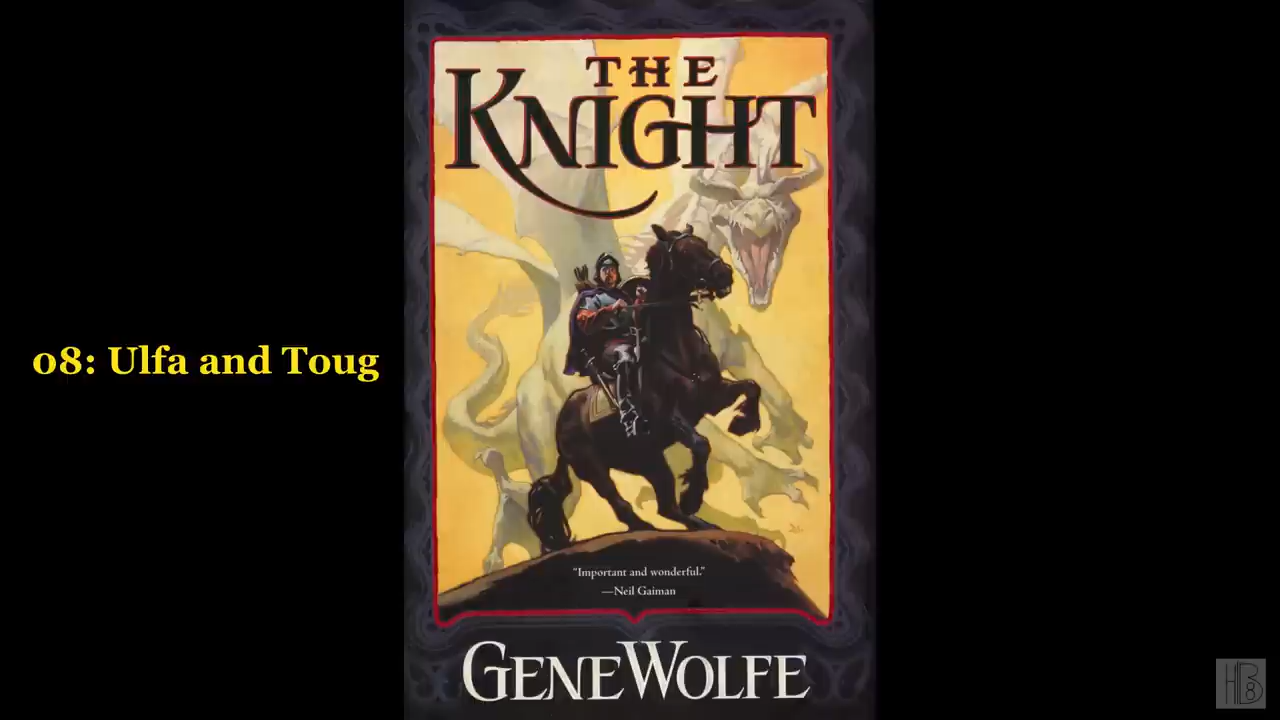 THE
KNIGHT
08: Ulfa and Toug
"Important and wonderful."
—Neil Gaiman
GENE WOLFE